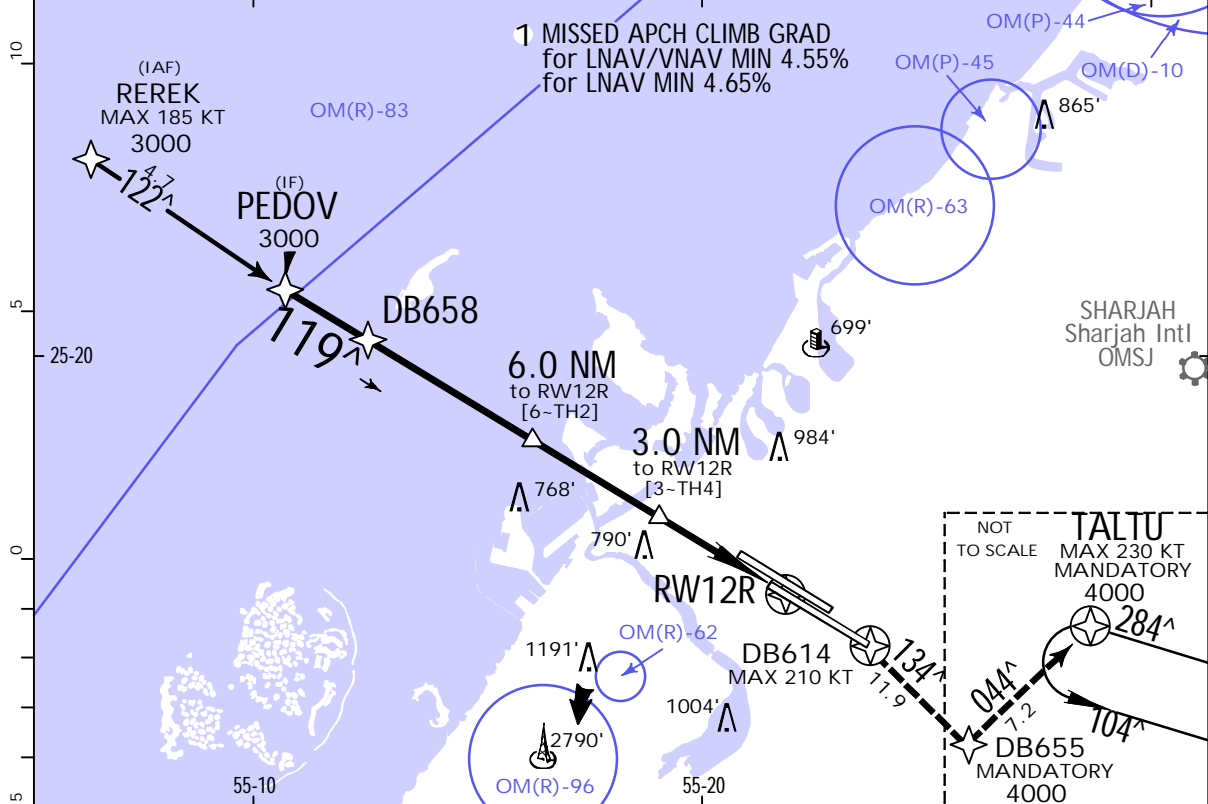 1 MISSED APCH CLIMB GRAD
for LNAV/VNAV MIN 4.55%
for LNAV MIN 4.65%
OM(P)-44
OM(P)-45
OM(D)-10
10
(IAF)
REREK
MAX 185 KT
3000
OM(R)-83
865'
4.7
122^
(IF)
PEDOV
3000
OM(R)-63
5
DB658
119^
699'
SHARJAH
Sharjah Intl
OMSJ
25-20
6.0 NM
to RW12R
[6~TH2]
3.0 NM
to RW12R
[3~TH4]
984'
768'
790'
0
NOT
TO SCALE
TALTU
MAX 230 KT
MANDATORY
4000
284^
RW12R
OM(R)-62
1191'
DB614
MAX 210 KT
134^
11.9
044^
7.2
104^
1004'
2790'
DB655
MANDATORY
4000
OM(R)-96
55-10
55-20
5